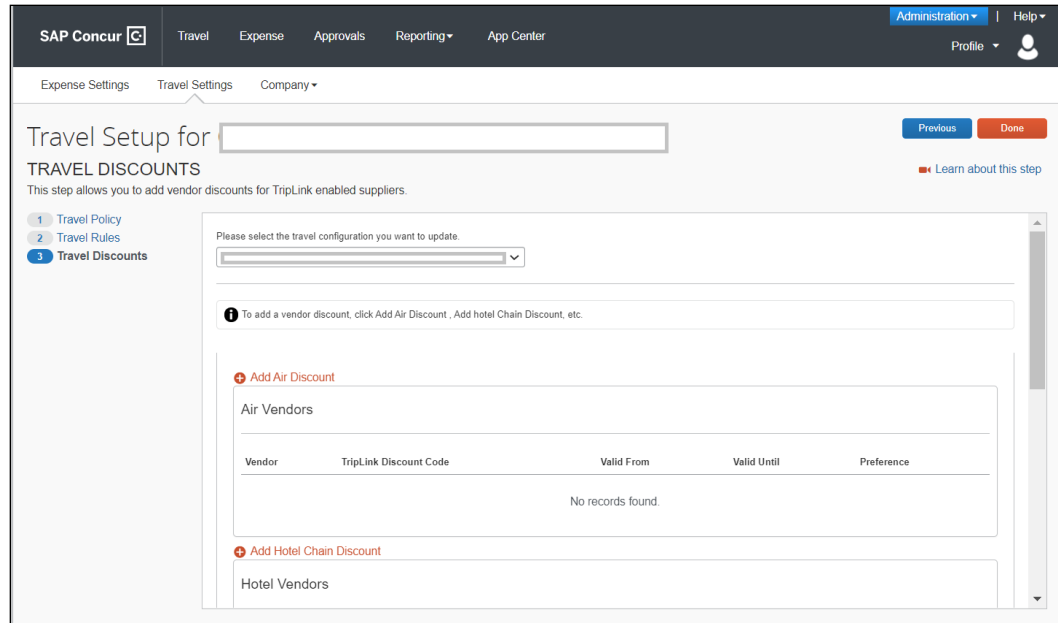 Administration | Help
SAP Concur C Travel Expense Approvals Reporting App Center
Profile
Expense Settings Travel Settings Company
Travel Setup for
Previous Done
TRAVEL DISCOUNTS
Learn about this step
This step allows you to add vendor discounts for TripLink enabled suppliers.
1 Travel Policy
2 Travel Rules
3 Travel Discounts
Please select the travel configuration you want to update.
To add a vendor discount, click Add Air Discount , Add hotel Chain Discount, etc.
Add Air Discount
Air Vendors
Vendor TripLink Discount Code Valid From Valid Until Preference
No records found.
Add Hotel Chain Discount
Hotel Vendors